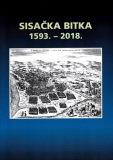 SISAČKA BITKA
1593. – 2018.